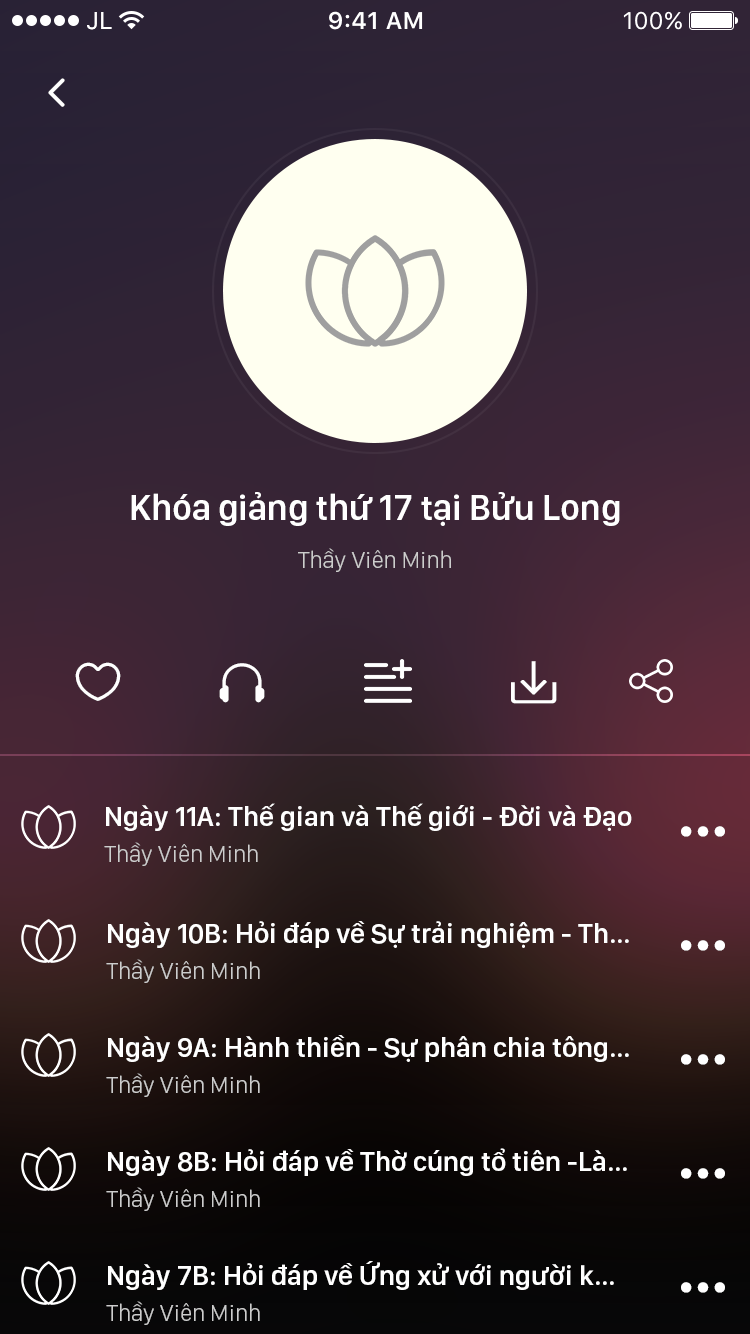 JL 9:41 AM 100%
Khóa giảng thứ 17 tại Bửu Long
Thầy Viên Minh
Ngày 11A: Thế gian và Thế giới - Đời và Đạo
Thầy Viên Minh
Ngày 10B: Hỏi đáp về Sự trải nghiệm - Th...
Thầy Viên Minh
Ngày 9A: Hành thiền - Sự phân chia tông...
Thầy Viên Minh
Ngày 8B: Hỏi đáp về Thờ cúng tổ tiên -Là...
Thầy Viên Minh
Ngày 7B: Hỏi đáp về Ứng xử với người k...
Thầy Viên Minh